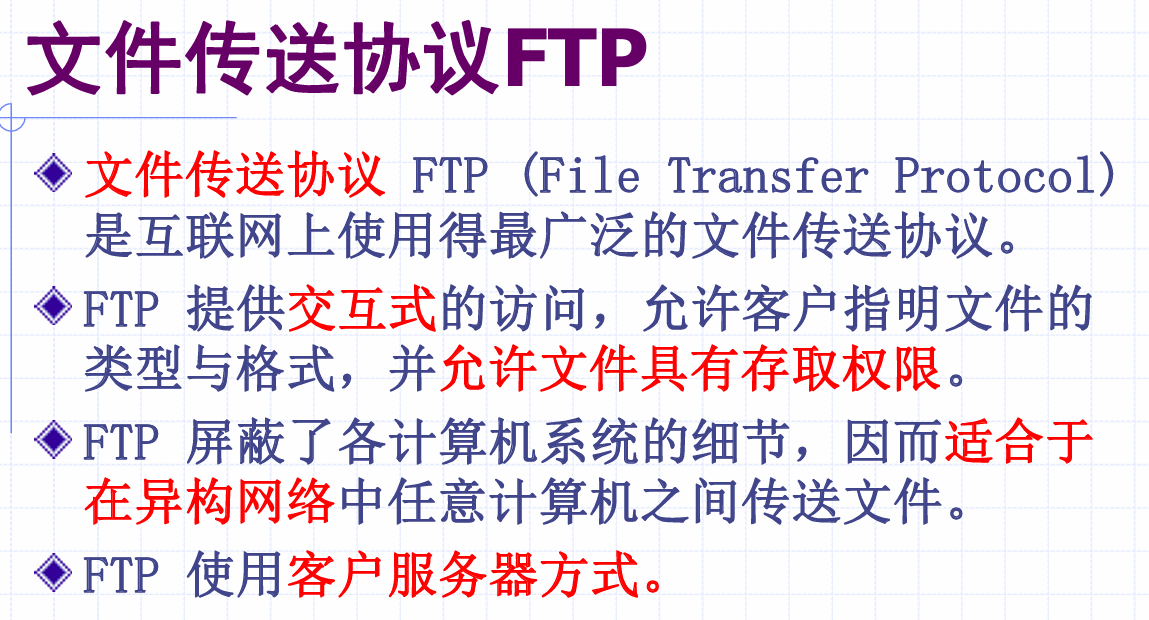 文件传送协议FTP
文件传送协议 FTP (File Transfer Protocol)
是互联网上使用得最广泛的文件传送协议。
FTP 提供交互式的访问，允许客户指明文件的
类型与格式，并允许文件具有存取权限。
FTP 屏蔽了各计算机系统的细节，因而适合于
在异构网络中任意计算机之间传送文件。
FTP 使用客户服务器方式。